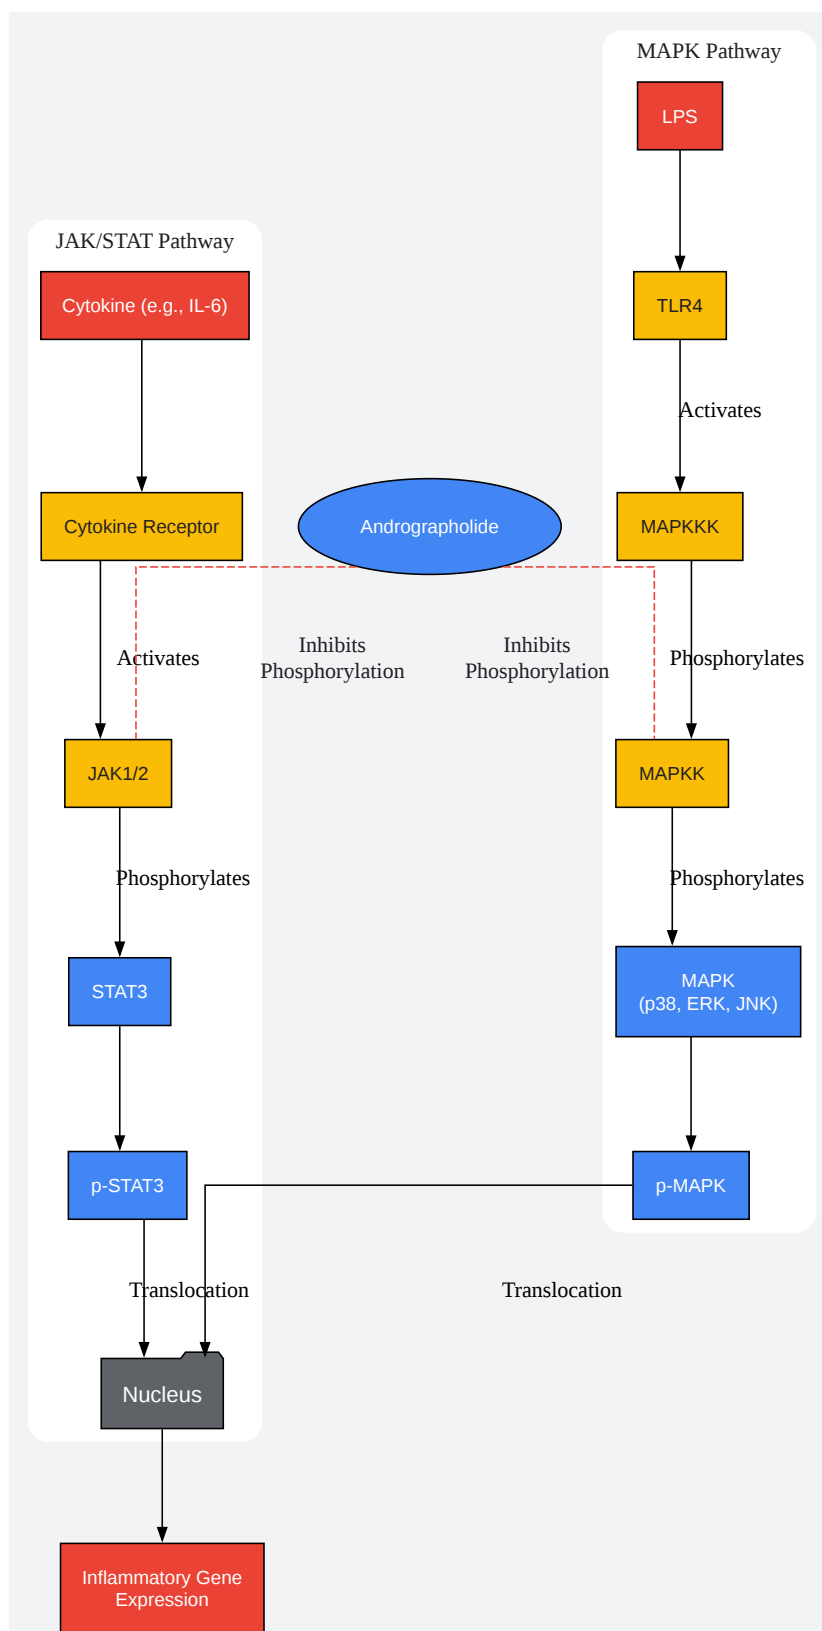 MAPK Pathway
LPS
JAK/STAT Pathway
Cytokine (e.g., IL-6)
TLR4
Activates
Cytokine Receptor
Andrographolide
MAPKKK
Activates
Inhibits
Phosphorylation
Inhibits
Phosphorylation
Phosphorylates
JAK1/2
MAPKK
Phosphorylates
Phosphorylates
STAT3
MAPK
(p38, ERK, JNK)
p-STAT3
p-MAPK
Translocation
Translocation
Nucleus
Inflammatory Gene
Expression